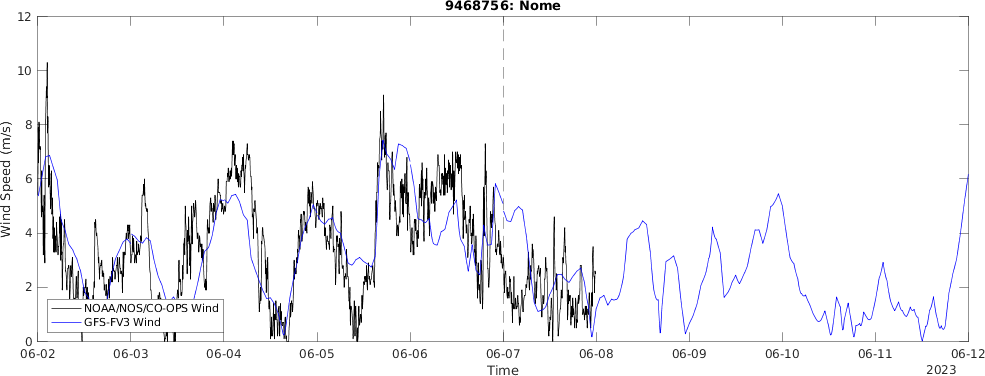 9468756: Nome
Wind Speed (m/s)
12
10
8
6
4
2
0
NOAA/NOS/CO-OPS Wind
GFS-FV3 Wind
06-02 06-03 06-04 06-05 06-06 06-07 06-08 06-09 06-10 06-11 06-12
Time
2023